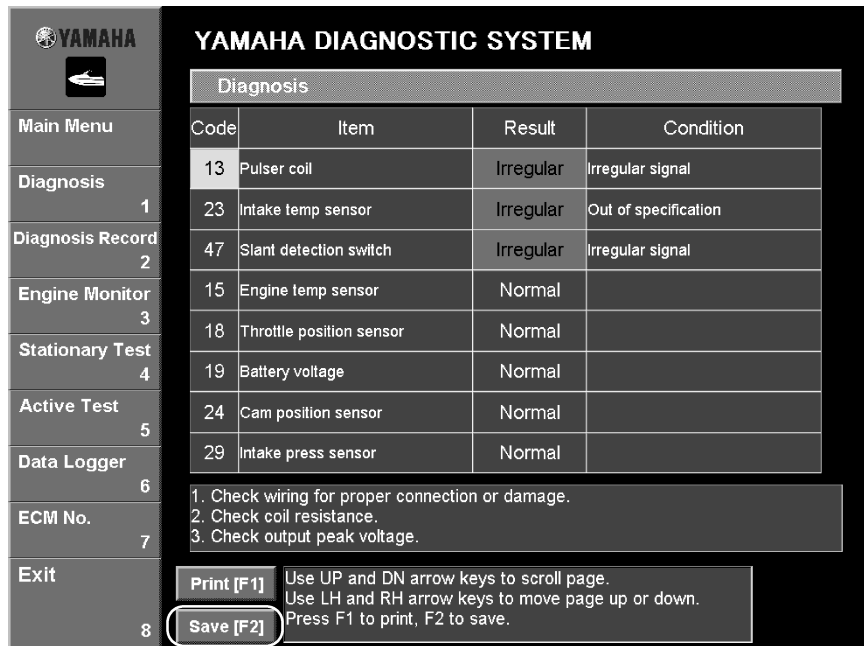 YAMAHA
YAMAHA DIAGNOSTIC SYSTEM
Diagnosis
Main Menu
Diagnosis
1
Diagnosis Record
2
Engine Monitor
3
Stationary Test
4
Active Test
5
Data Logger
6
ECM No.
7
Exit
8
Code Item Result Condition
13 Pulser coil Irregular Irregular signal
23 Intake temp sensor Irregular Out of specification
47 Slant detection switch Irregular Irregular signal
15 Engine temp sensor Normal
18 Throttle position sensor Normal
19 Battery voltage Normal
24 Cam position sensor Normal
29 Intake press sensor Normal
1. Check wiring for proper connection or damage.
2. Check coil resistance.
3. Check output peak voltage.
Print [F1]
Save [F2]
Use UP and DN arrow keys to scroll page.
Use LH and RH arrow keys to move page up or down.
Press F1 to print, F2 to save.